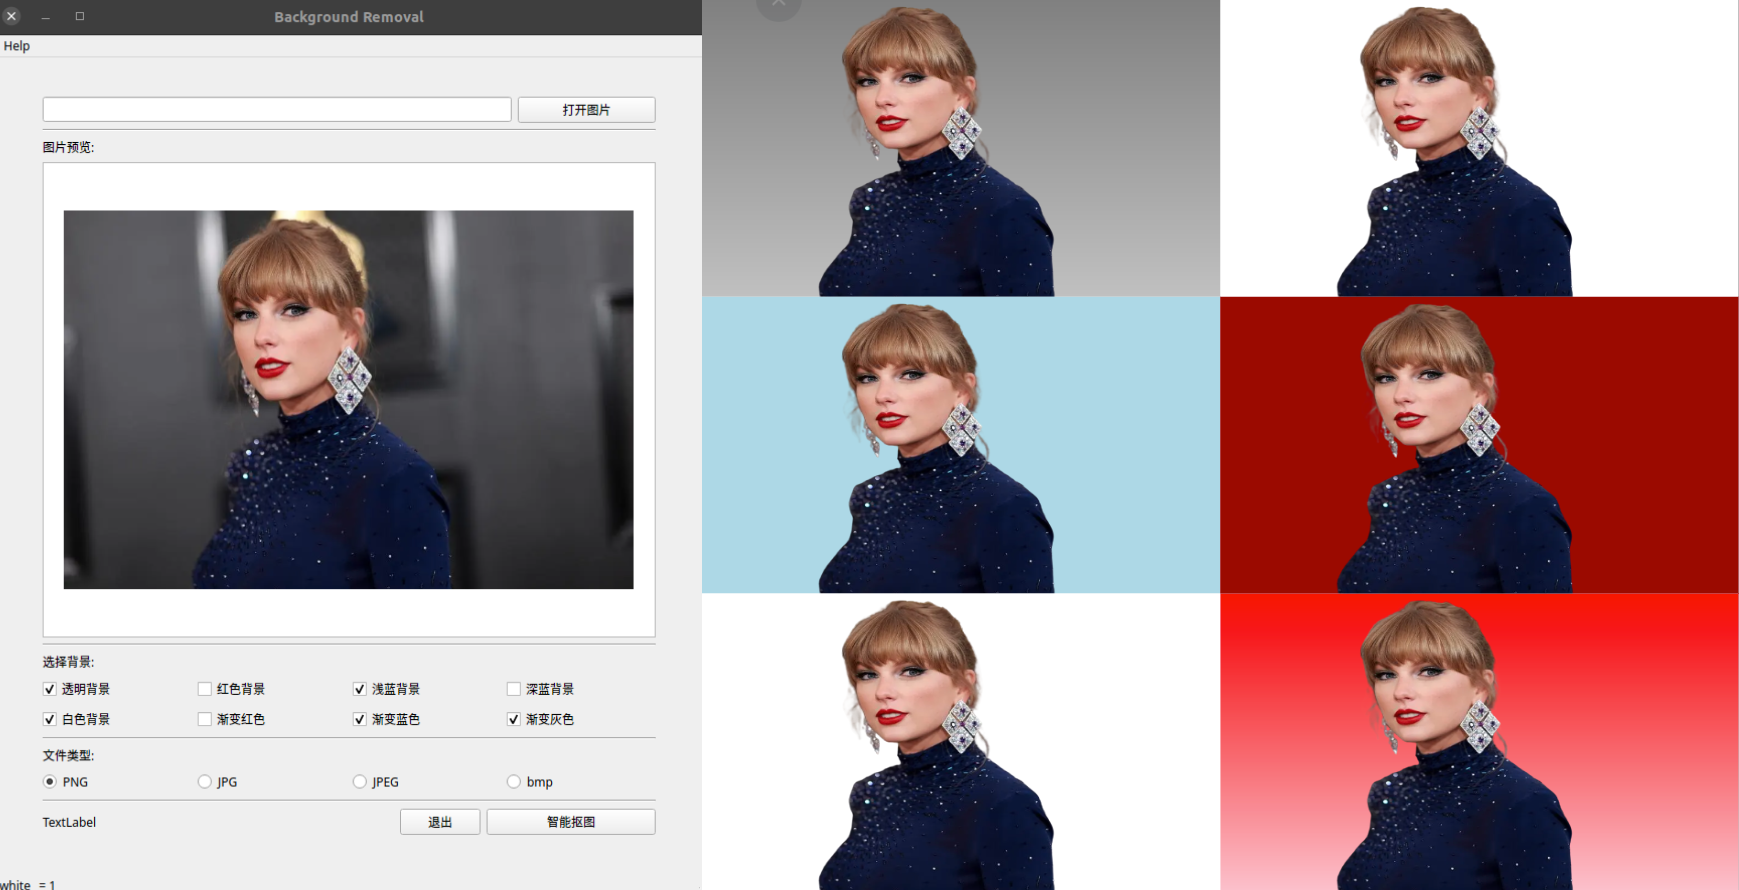 Background Removal
Help
打开图片
图片预览:
选择背景:
透明背景 红色背景 浅蓝背景 深蓝背景
白色背景 渐变红色 渐变蓝色 渐变灰色
文件类型:
PNG JPG JPEG bmp
TextLabel 退出 智能抠图
white = 1